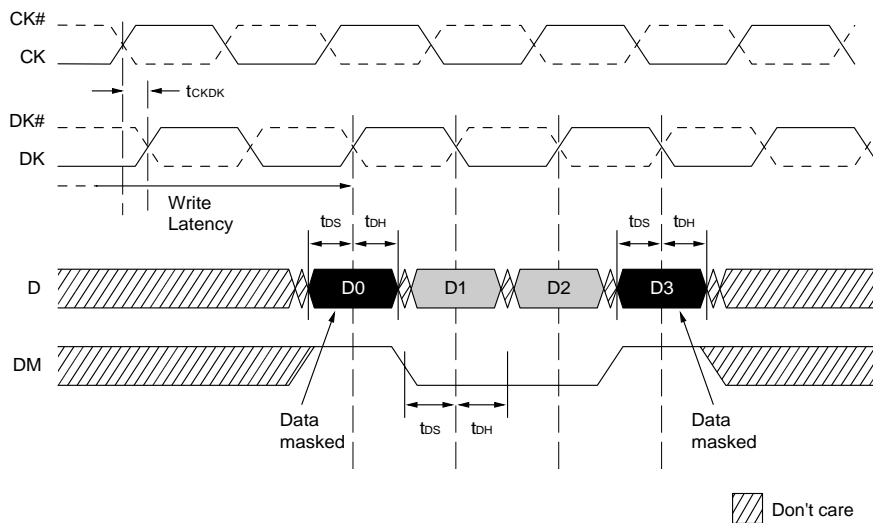 CK#
CK
tCKDK
DK#
DK
Write
Latency
tDS
tDH
tDS
tDH
D
D0
D1
D2
D3
DM
Data
masked
tDS
tDH
Data
masked
Don't care